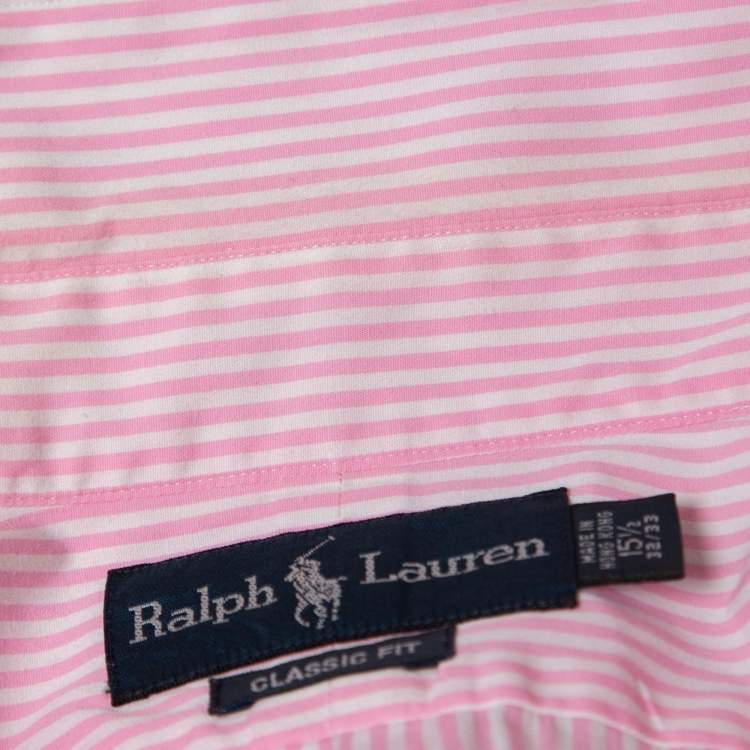 Ralph Lauren
CLASSIC FIT
MADE IN
HONG KONG
15½
32/33